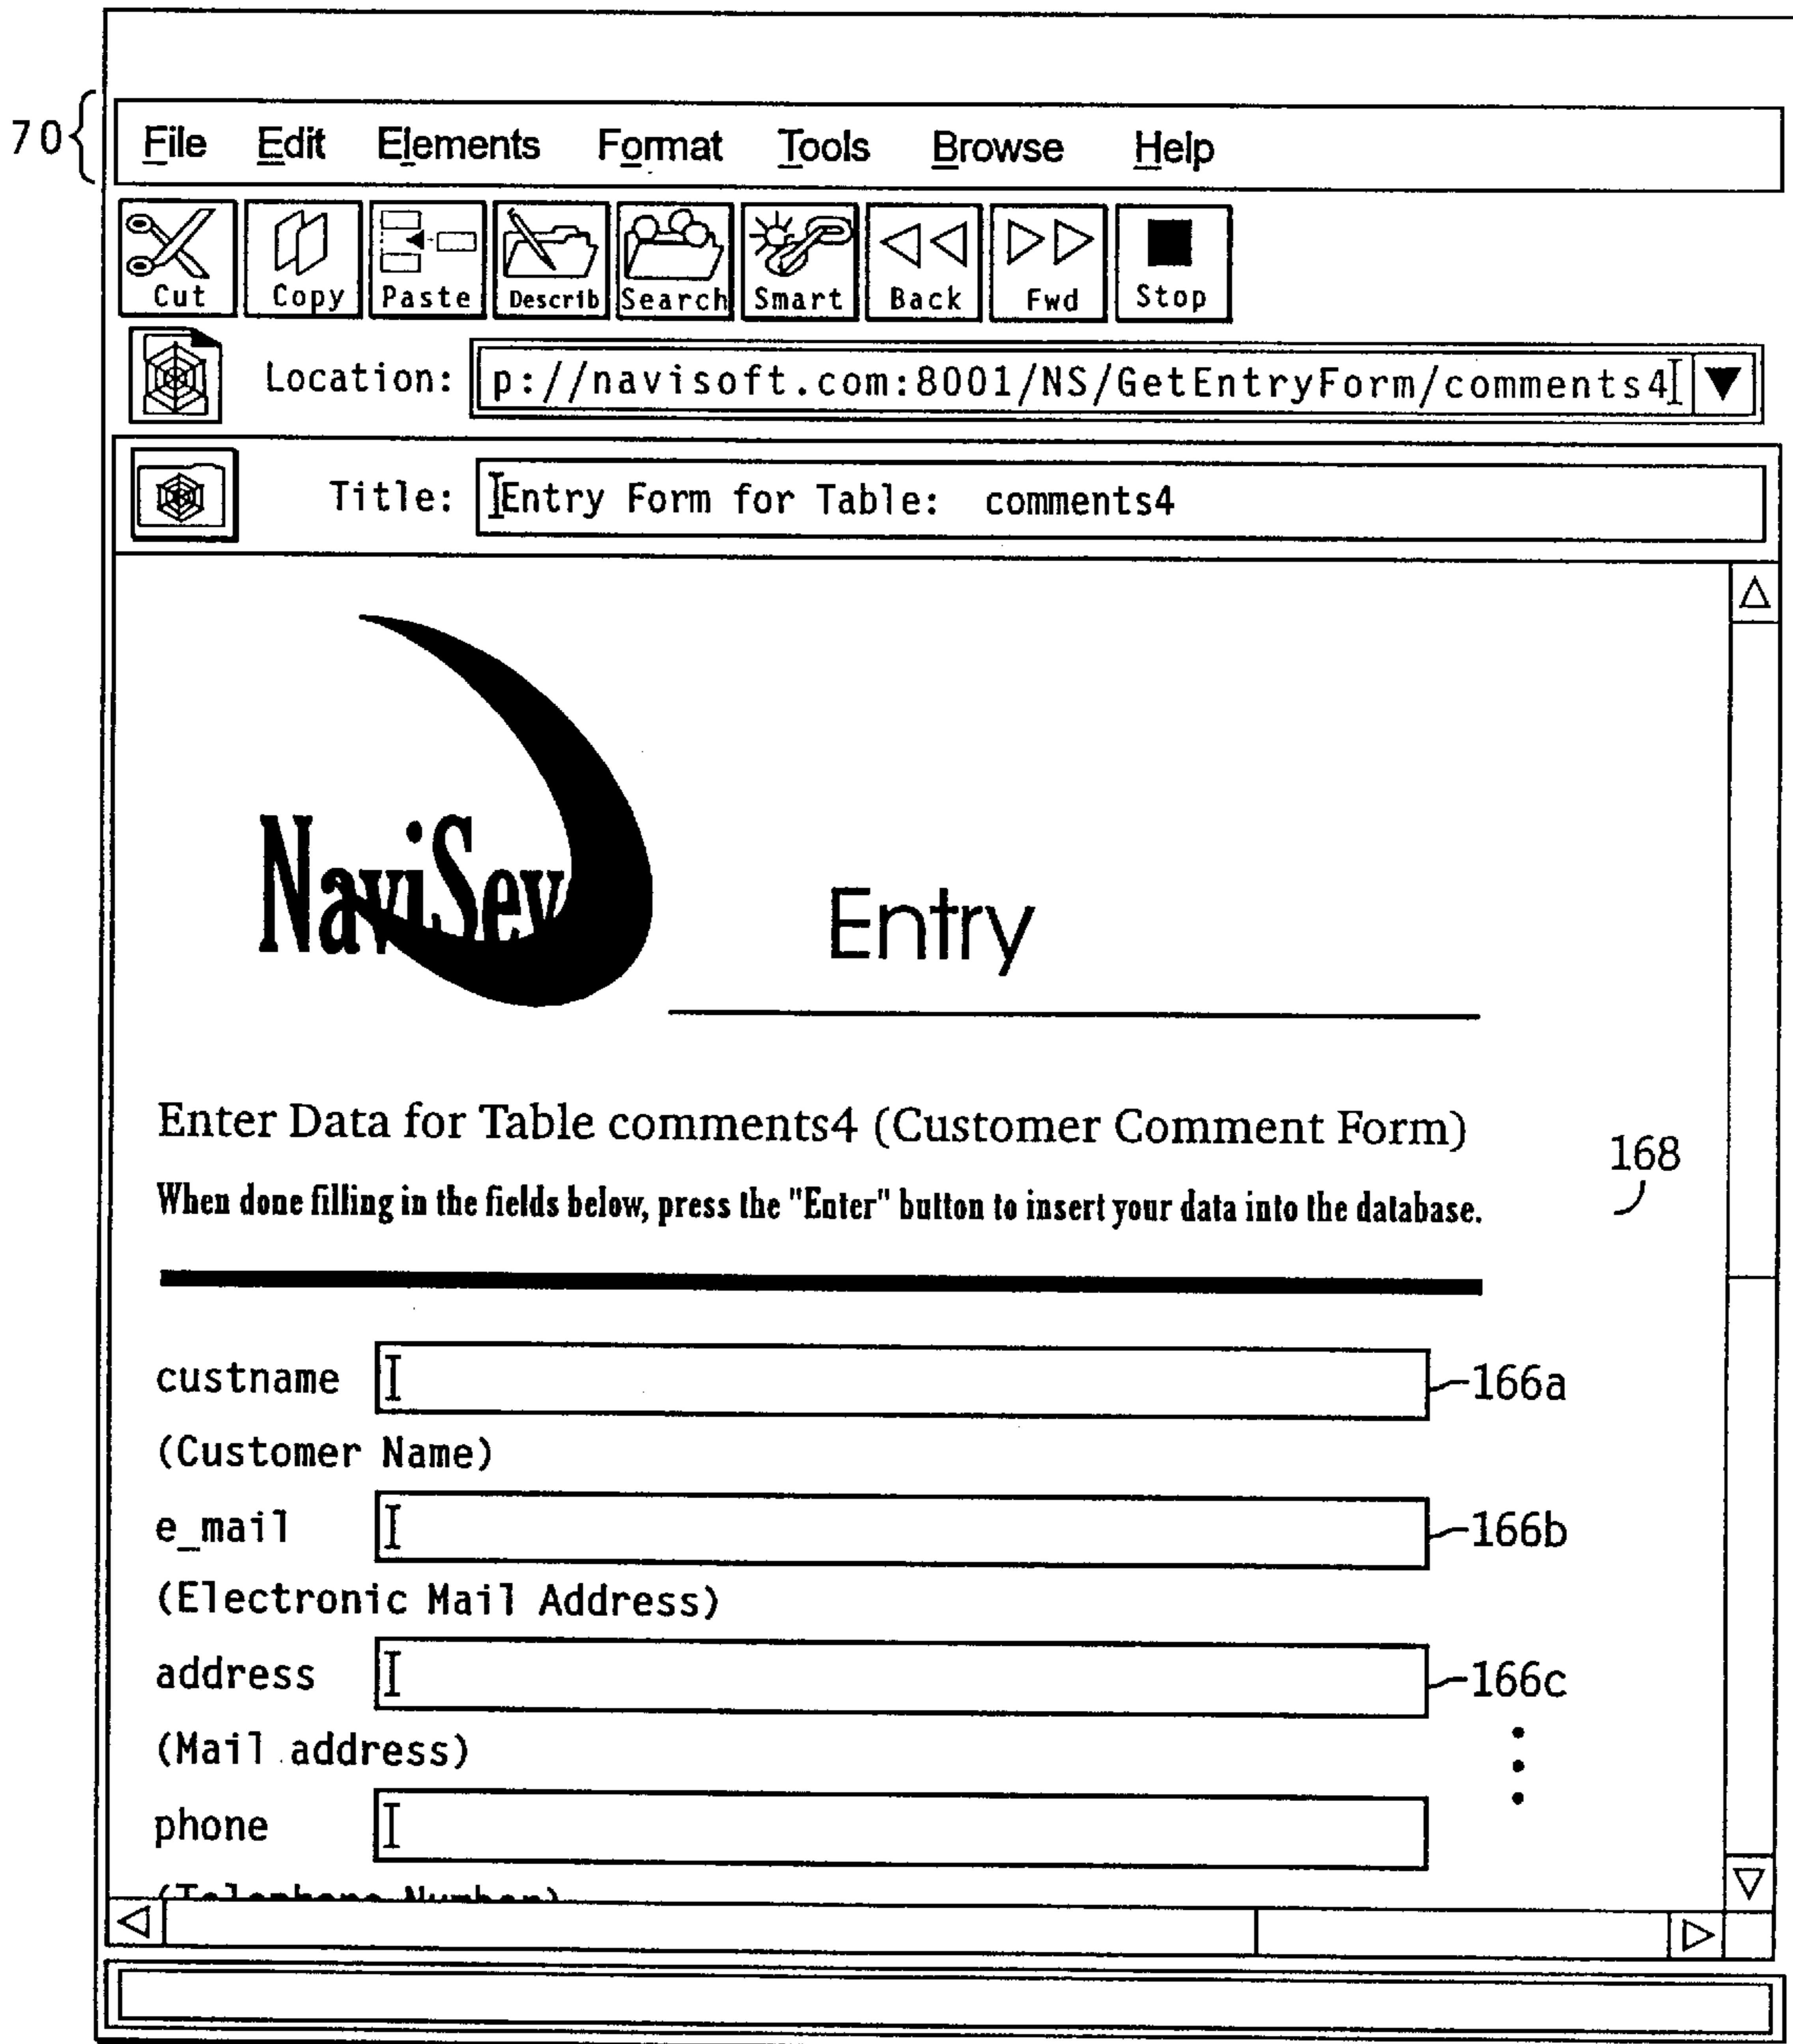 70
File Edit Elements Format Tools Browse Help
Cut Copy Paste Describ Search Smart Back Fwd Stop
Location: p://navisoft.com:8001/NS/GetEntryForm/comments4
Title: Entry Form for Table: comments4
NaviSev
Entry
Enter Data for Table comments4 (Customer Comment Form)
168
When done filling in the fields below, press the "Enter" button to insert your data into the database.
custname 166a
(Customer Name)
e_mail 166b
(Electronic Mail Address)
address 166c
(Mail address)
phone
(Telephone Number)